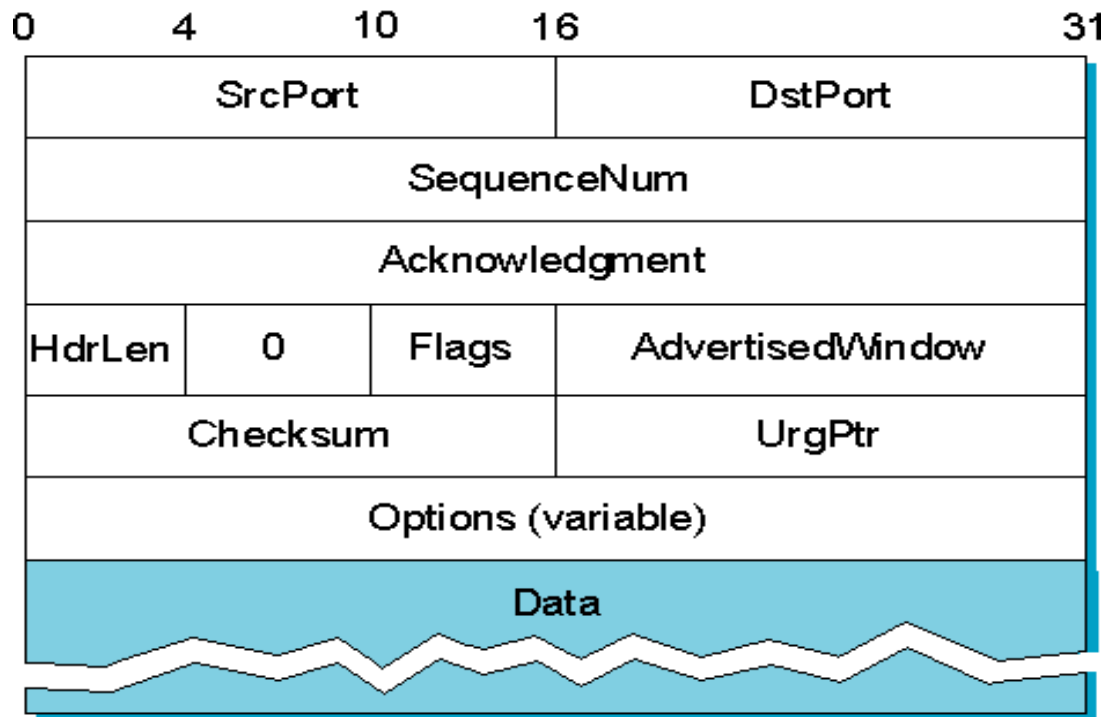 0 4 10 16 31
SrcPort DstPort
SequenceNum
Acknowledgment
HdrLen 0 Flags AdvertisedWindow
Checksum UrgPtr
Options (variable)
Data